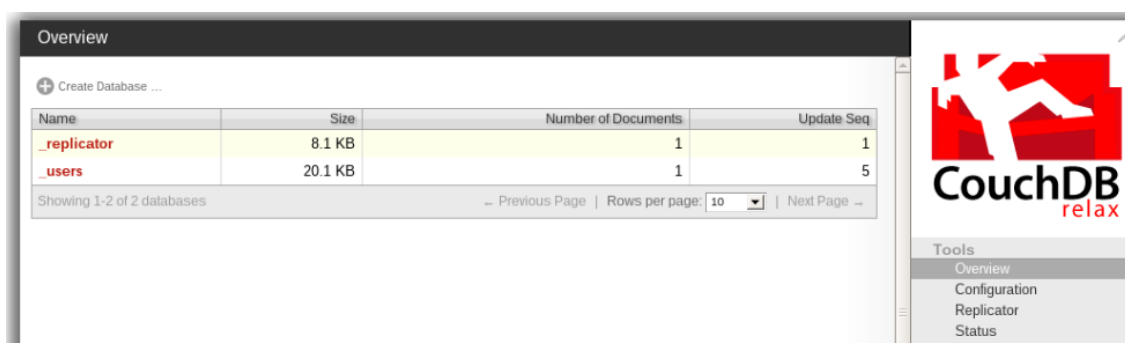 Overview
Create Database ...
Name Size Number of Documents Update Seq
_replicator 8.1 KB 1 1
_users 20.1 KB 1 5
Showing 1-2 of 2 databases ← Previous Page | Rows per page: 10 | Next Page →
CouchDB
relax
Tools
Overview
Configuration
Replicator
Status